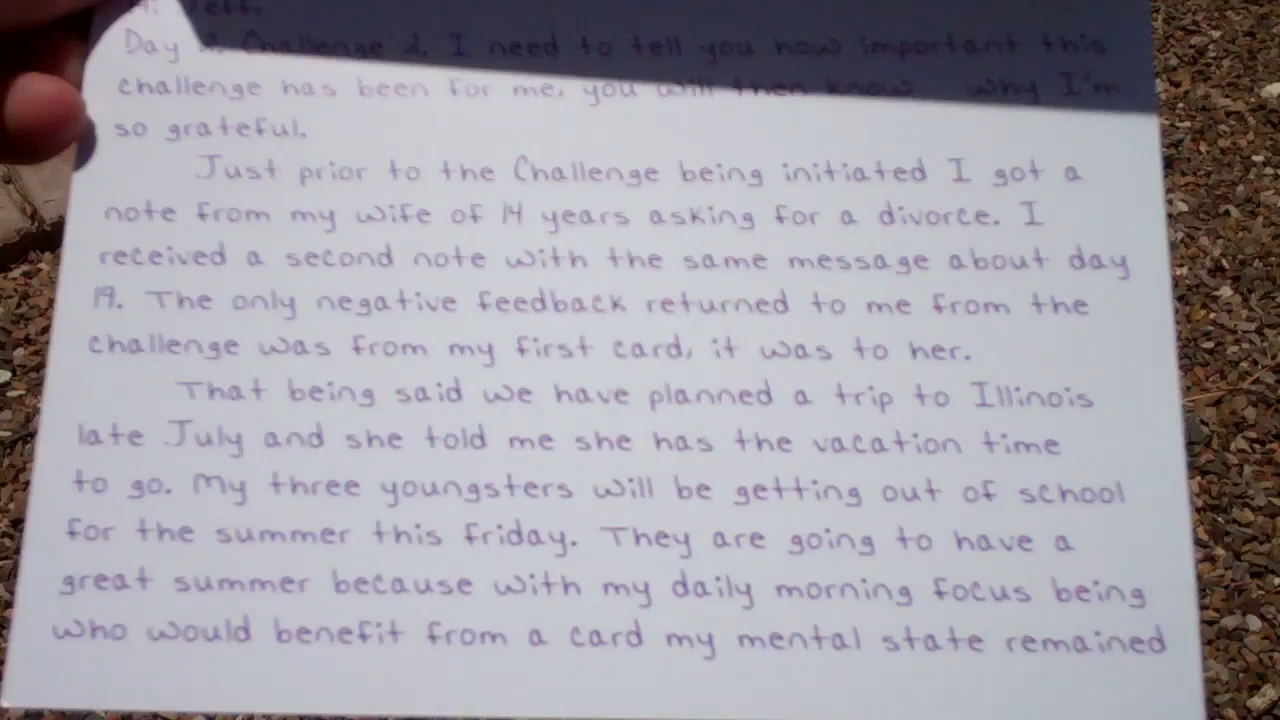 Hi Jeff.
Day 2 Challenge 2. I need to tell you how important this
challenge has been for me, you will then know why I'm
so grateful.
Just prior to the Challenge being initiated I got a
note from my wife of 14 years asking for a divorce. I
received a second note with the same message about day
19. The only negative feedback returned to me from the
challenge was from my first card, it was to her.
That being said we have planned a trip to Illinois
late July and she told me she has the vacation time
to go. My three youngsters will be getting out of school
for the summer this friday. They are going to have a
great summer because with my daily morning focus being
who would benefit from a card my mental state remained